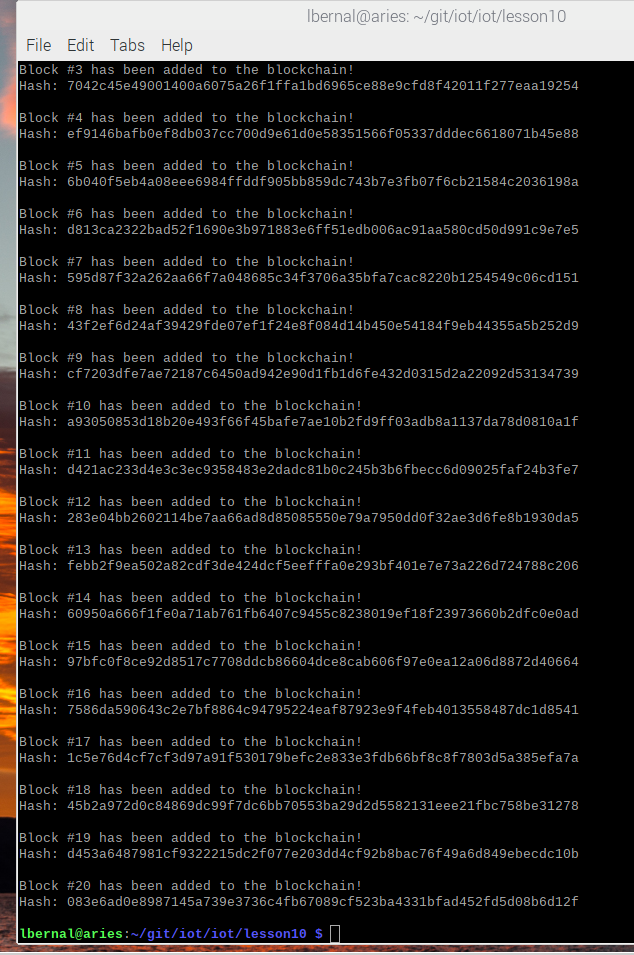 lbernal@aries: ~/git/iot/iot/lesson10
File Edit Tabs Help
Block #3 has been added to the blockchain!
Hash: 7042c45e49001400a6075a26f1ffa1bd6965ce88e9cfd8f42011f277eaa19254
Block #4 has been added to the blockchain!
Hash: ef9146bafb0ef8db037cc700d9e61d0e58351566f05337dddec6618071b45e88
Block #5 has been added to the blockchain!
Hash: 6b040f5eb4a08eee6984ffddf905bb859dc743b7e3fb07f6cb21584c2036198a
Block #6 has been added to the blockchain!
Hash: d813ca2322bad52f1690e3b971883e6ff51edb006ac91aa580cd50d991c9e7e5
Block #7 has been added to the blockchain!
Hash: 595d87f32a262aa66f7a048685c34f3706a35bfa7cac8220b1254549c06cd151
Block #8 has been added to the blockchain!
Hash: 43f2ef6d24af39429fde07ef1f24e8f084d14b450e54184f9eb44355a5b252d9
Block #9 has been added to the blockchain!
Hash: cf7203dfe7ae72187c6450ad942e90d1fb1d6fe432d0315d2a22092d53134739
Block #10 has been added to the blockchain!
Hash: a93050853d18b20e493f66f45bafe7ae10b2fd9ff03adb8a1137da78d0810a1f
Block #11 has been added to the blockchain!
Hash: d421ac233d4e3c3ec9358483e2dadc81b0c245b3b6fbecc6d09025faf24b3fe7
Block #12 has been added to the blockchain!
Hash: 283e04bb2602114be7aa66ad8d85085550e79a7950dd0f32ae3d6fe8b1930da5
Block #13 has been added to the blockchain!
Hash: febb2f9ea502a82cdf3de424dcf5eefffa0e293bf401e7e73a226d724788c206
Block #14 has been added to the blockchain!
Hash: 60950a666f1fe0a71ab761fb6407c9455c8238019ef18f23973660b2dfc0e0ad
Block #15 has been added to the blockchain!
Hash: 97bfc0f8ce92d8517c7708ddcb86604dce8cab606f97e0ea12a06d8872d40664
Block #16 has been added to the blockchain!
Hash: 7586da590643c2e7bf8864c94795224eaf87923e9f4feb4013558487dc1d8541
Block #17 has been added to the blockchain!
Hash: 1c5e76d4cf7cf3d97a91f530179befc2e833e3fdb66bf8c8f7803d5a385efa7a
Block #18 has been added to the blockchain!
Hash: 45b2a972d0c84869dc99f7dc6bb70553ba29d2d5582131eee21fbc758be31278
Block #19 has been added to the blockchain!
Hash: d453a6487981cf9322215dc2f077e203dd4cf92b8bac76f49a6d849ebecdc10b
Block #20 has been added to the blockchain!
Hash: 083e6ad0e8987145a739e3736c4fb67089cf523ba4331bfad452fd5d08b6d12f
lbernal@aries:~/git/iot/iot/lesson10 $